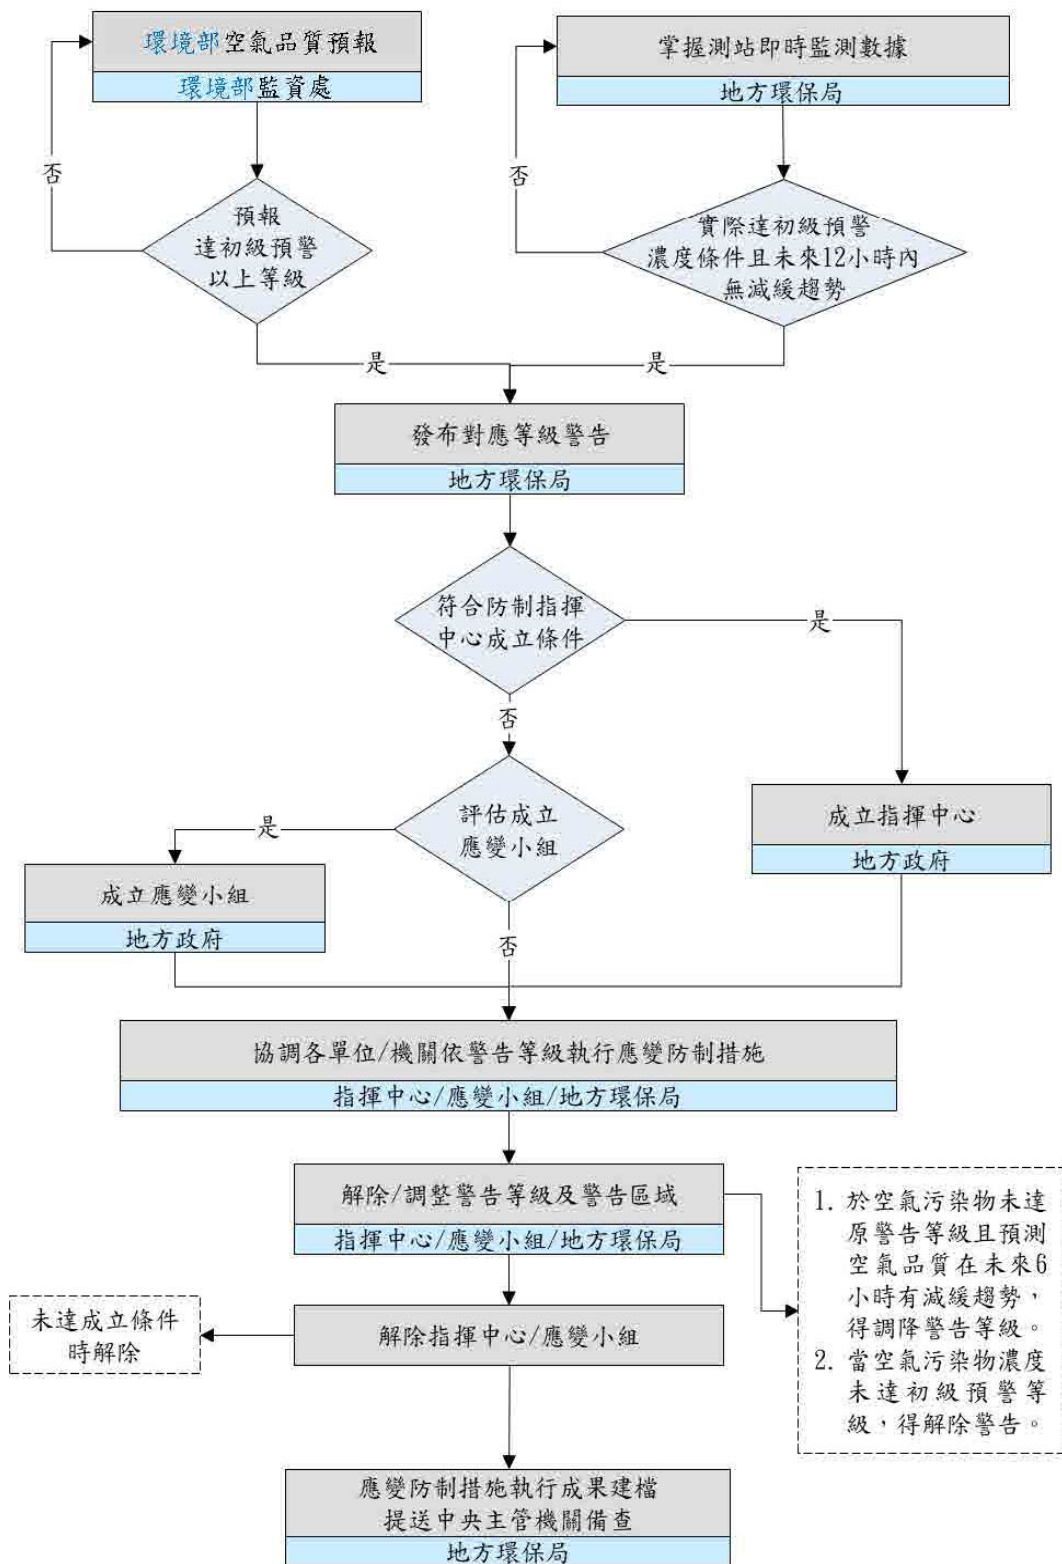 環境部空氣品質預報
環境部監資處
掌握測站即時監測數據
地方環保局
否
否
預報
達初級預警
以上等級
實際達初級預警
濃度條件且未來12小時內
無減緩趨勢
是
是
發布對應等級警告
地方環保局
符合防制指揮
中心成立條件
是
否
評估成立
應變小組
是
成立指揮中心
地方政府
成立應變小組
地方政府
否
協調各單位/機關依警告等級執行應變防制措施
指揮中心/應變小組/地方環保局
解除/調整警告等級及警告區域
指揮中心/應變小組/地方環保局
1. 於空氣污染物未達
原警告等級且預測
空氣品質在未來6
小時有減緩趨勢，
得調降警告等級。
2. 當空氣污染物濃度
未達初級預警等
級，得解除警告。
未達成立條件
時解除
解除指揮中心/應變小組
應變防制措施執行成果建檔
提送中央主管機關備查
地方環保局